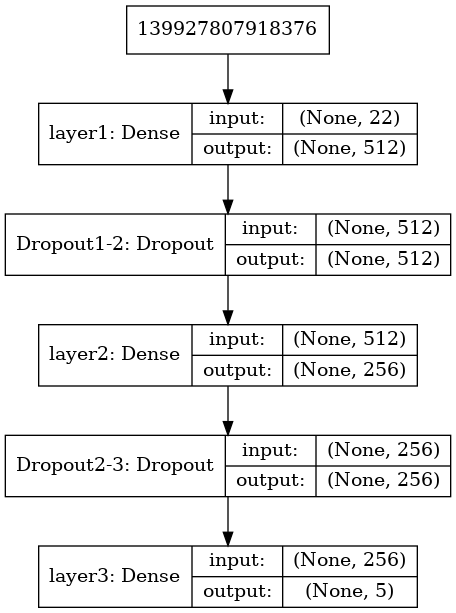 139927807918376
layer1: Dense
input: (None, 22)
output: (None, 512)
Dropout1-2: Dropout
input: (None, 512)
output: (None, 512)
layer2: Dense
input: (None, 512)
output: (None, 256)
Dropout2-3: Dropout
input: (None, 256)
output: (None, 256)
layer3: Dense
input: (None, 256)
output: (None, 5)